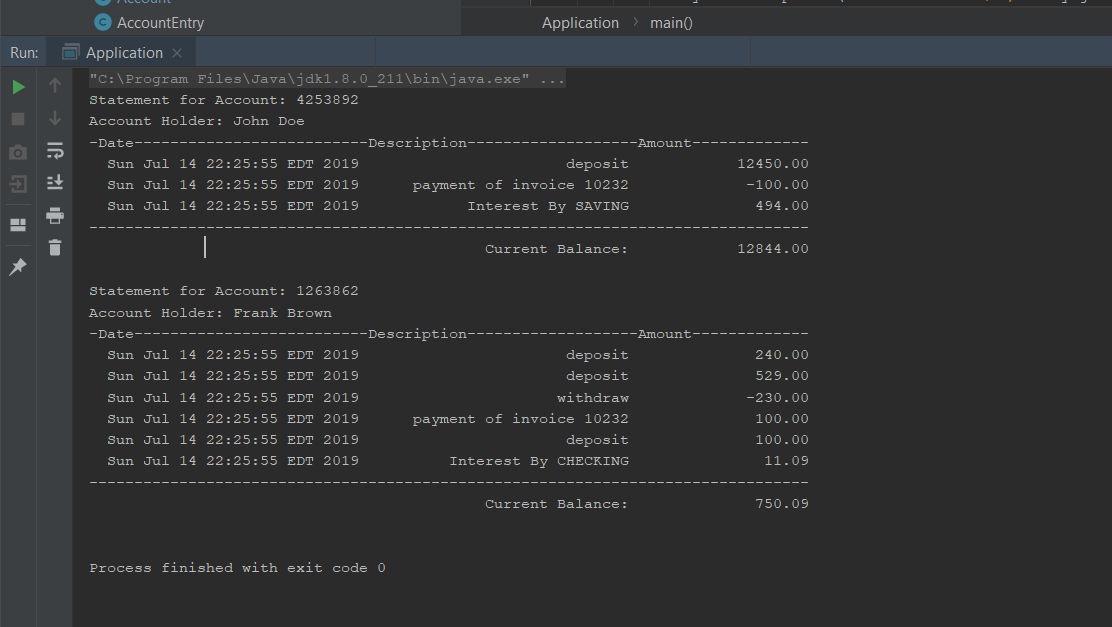 Account
AccountEntry
Application > main()
Run: Application
"C:\Program Files\Java\jdk1.8.0_211\bin\java.exe" ...
Statement for Account: 4253892
Account Holder: John Doe
-Date--------------------------Description-------------------Amount-------------
Sun Jul 14 22:25:55 EDT 2019 deposit 12450.00
Sun Jul 14 22:25:55 EDT 2019 payment of invoice 10232 -100.00
Sun Jul 14 22:25:55 EDT 2019 Interest By SAVING 494.00
--------------------------------------------------------------------------------
Current Balance: 12844.00
Statement for Account: 1263862
Account Holder: Frank Brown
-Date--------------------------Description-------------------Amount-------------
Sun Jul 14 22:25:55 EDT 2019 deposit 240.00
Sun Jul 14 22:25:55 EDT 2019 deposit 529.00
Sun Jul 14 22:25:55 EDT 2019 withdraw -230.00
Sun Jul 14 22:25:55 EDT 2019 payment of invoice 10232 100.00
Sun Jul 14 22:25:55 EDT 2019 deposit 100.00
Sun Jul 14 22:25:55 EDT 2019 Interest By CHECKING 11.09
--------------------------------------------------------------------------------
Current Balance: 750.09
Process finished with exit code 0